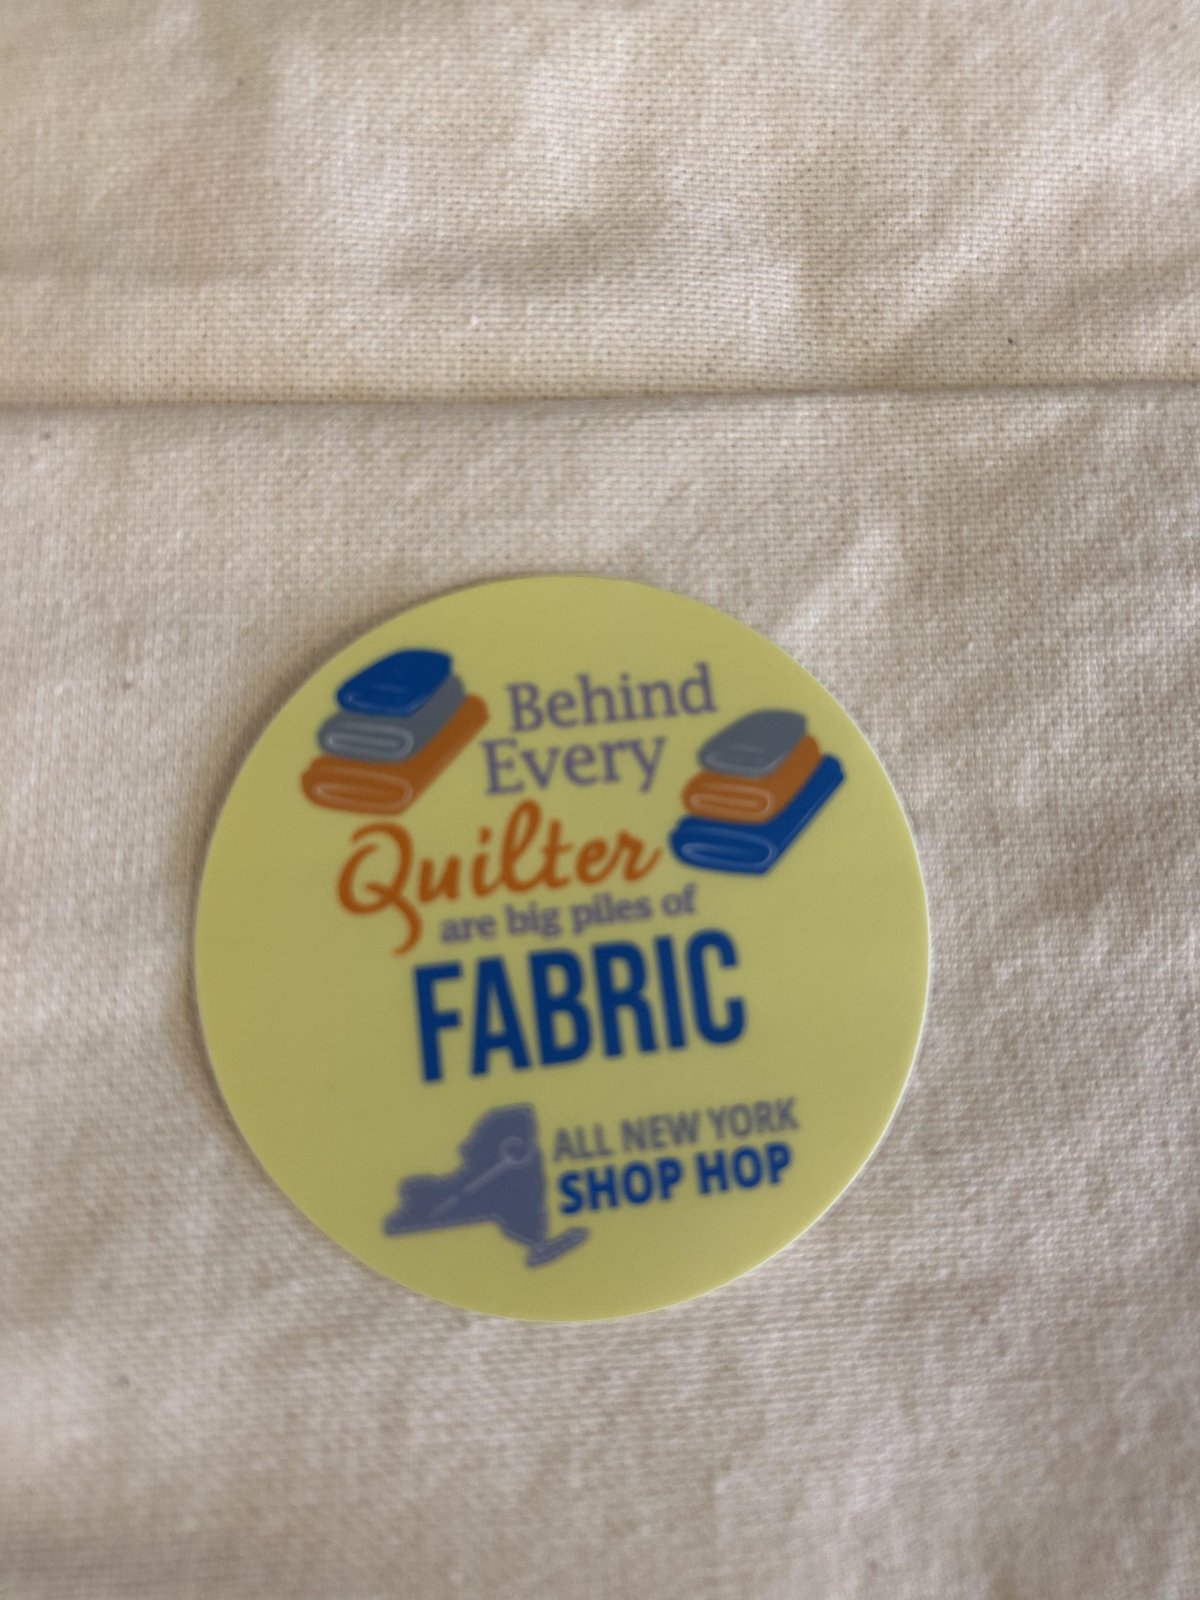 Behind
Every
Quilter
are big piles of
FABRIC
ALL NEW YORK
SHOP HOP